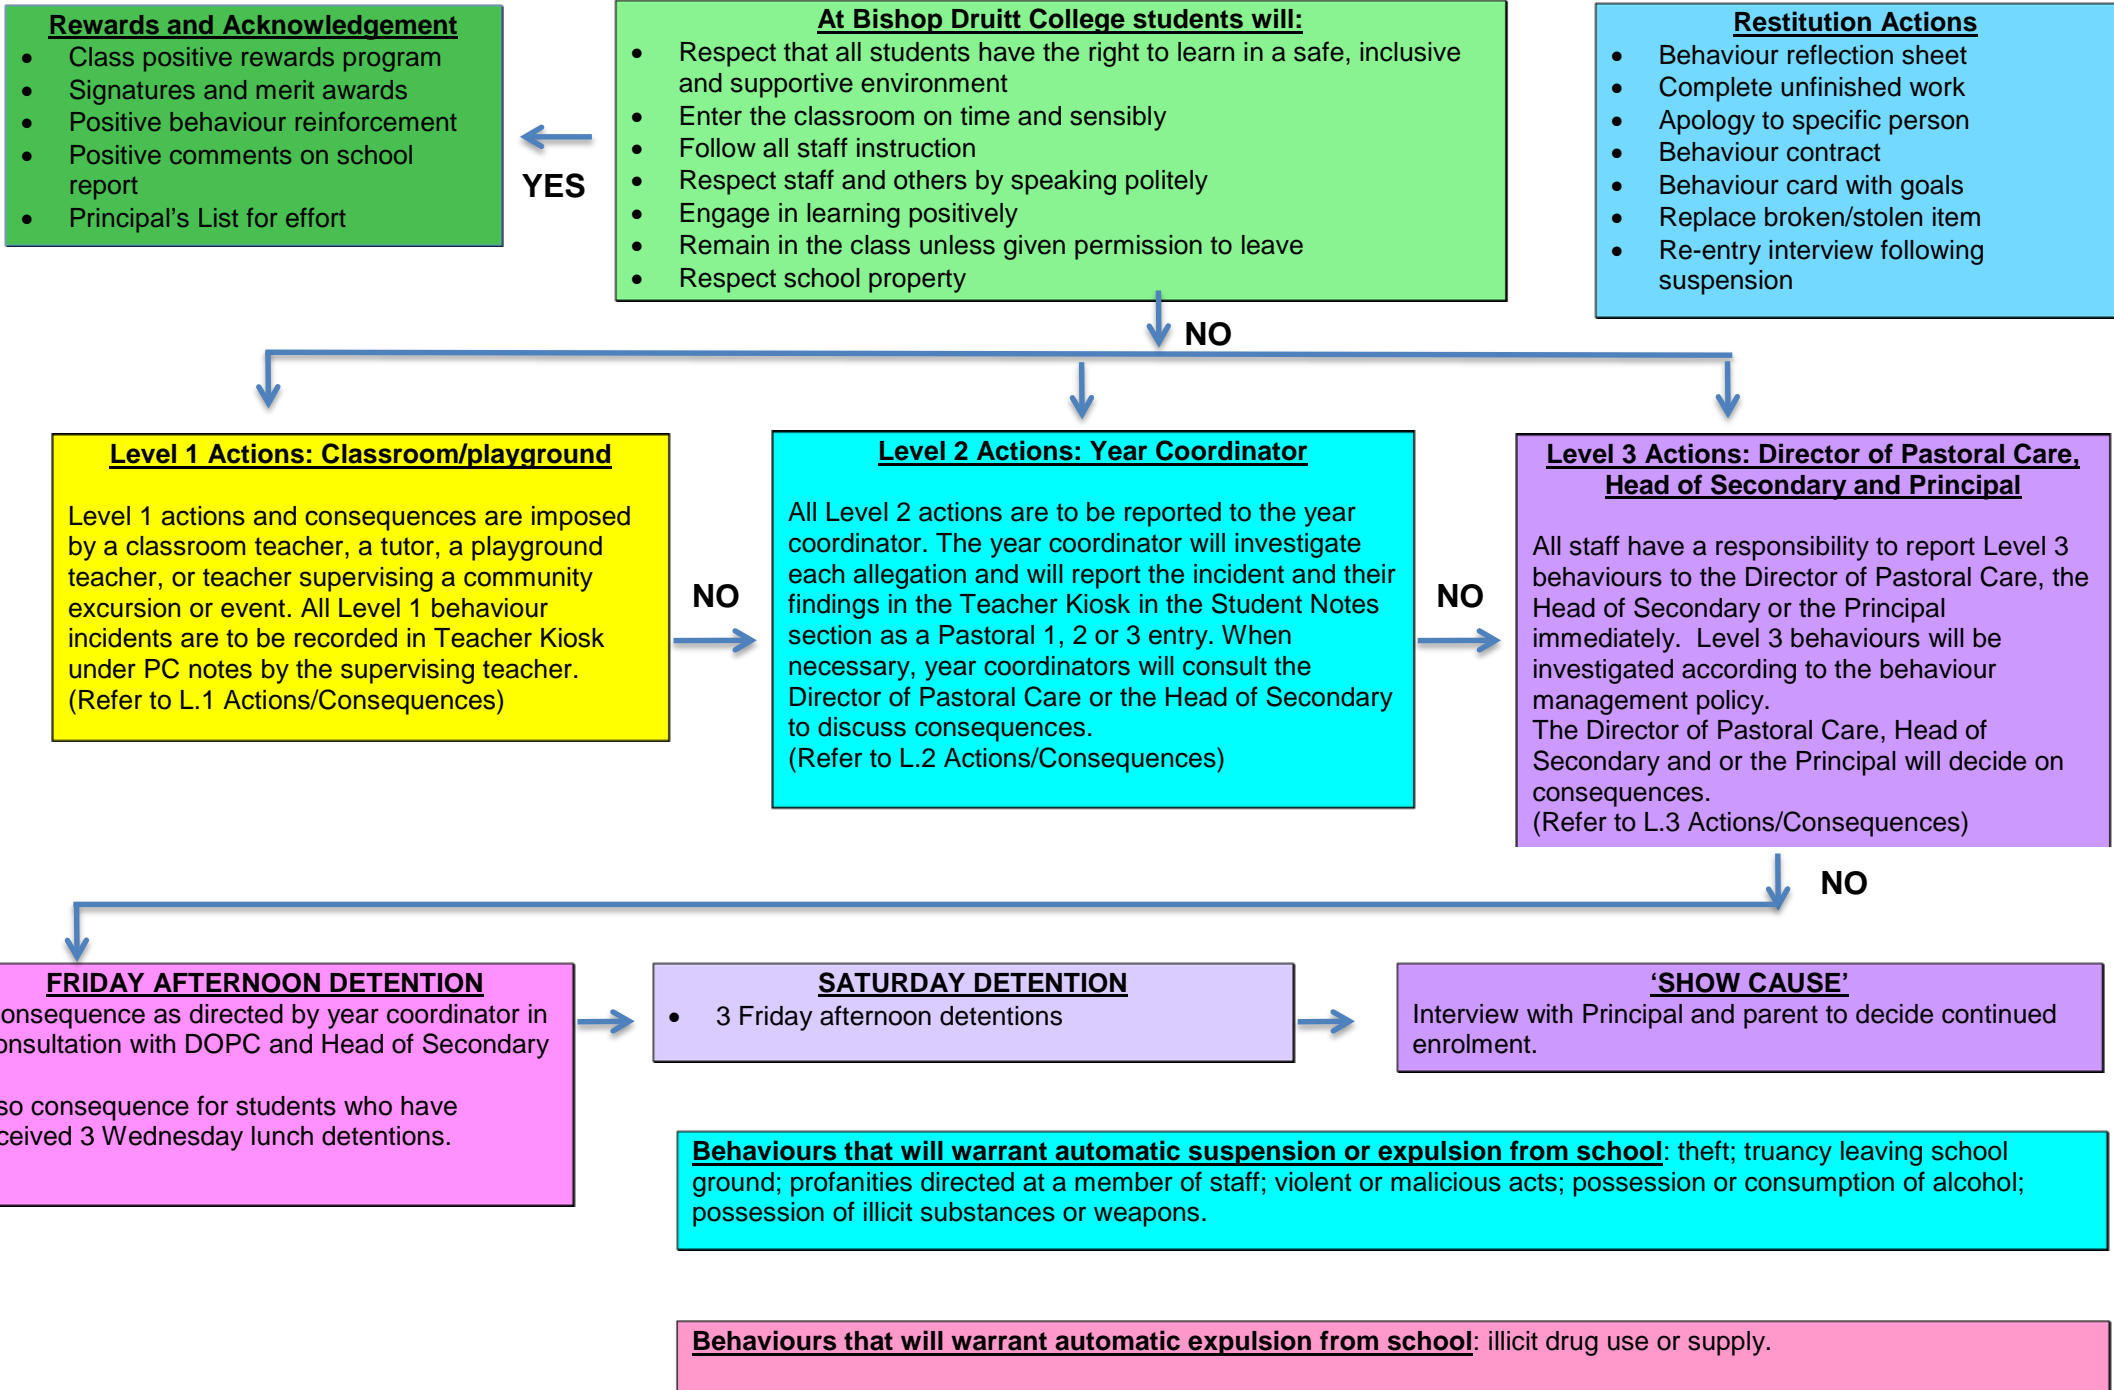 Rewards and Acknowledgement
• Class positive rewards program
• Signatures and merit awards
• Positive behaviour reinforcement
• Positive comments on school
report
• Principal’s List for effort
YES
At Bishop Druitt College students will:
• Respect that all students have the right to learn in a safe, inclusive
and supportive environment
• Enter the classroom on time and sensibly
• Follow all staff instruction
• Respect staff and others by speaking politely
• Engage in learning positively
• Remain in the class unless given permission to leave
• Respect school property
Restitution Actions
• Behaviour reflection sheet
• Complete unfinished work
• Apology to specific person
• Behaviour contract
• Behaviour card with goals
• Replace broken/stolen item
• Re-entry interview following
suspension
NO
Level 1 Actions: Classroom/playground
Level 1 actions and consequences are imposed
by a classroom teacher, a tutor, a playground
teacher, or teacher supervising a community
excursion or event. All Level 1 behaviour
incidents are to be recorded in Teacher Kiosk
under PC notes by the supervising teacher.
(Refer to L.1 Actions/Consequences)
NO
Level 2 Actions: Year Coordinator
All Level 2 actions are to be reported to the year
coordinator. The year coordinator will investigate
each allegation and will report the incident and their
findings in the Teacher Kiosk in the Student Notes
section as a Pastoral 1, 2 or 3 entry. When
necessary, year coordinators will consult the
Director of Pastoral Care or the Head of Secondary
to discuss consequences.
(Refer to L.2 Actions/Consequences)
NO
Level 3 Actions: Director of Pastoral Care,
Head of Secondary and Principal
All staff have a responsibility to report Level 3
behaviours to the Director of Pastoral Care, the
Head of Secondary or the Principal
immediately. Level 3 behaviours will be
investigated according to the behaviour
management policy.
The Director of Pastoral Care, Head of
Secondary and or the Principal will decide on
consequences.
(Refer to L.3 Actions/Consequences)
NO
FRIDAY AFTERNOON DETENTION
onsequence as directed by year coordinator in
onsultation with DOPC and Head of Secondary
so consequence for students who have
ceived 3 Wednesday lunch detentions.
SATURDAY DETENTION
• 3 Friday afternoon detentions
‘SHOW CAUSE’
Interview with Principal and parent to decide continued
enrolment.
Behaviours that will warrant automatic suspension or expulsion from school: theft; truancy leaving school
ground; profanities directed at a member of staff; violent or malicious acts; possession or consumption of alcohol;
possession of illicit substances or weapons.
Behaviours that will warrant automatic expulsion from school: illicit drug use or supply.